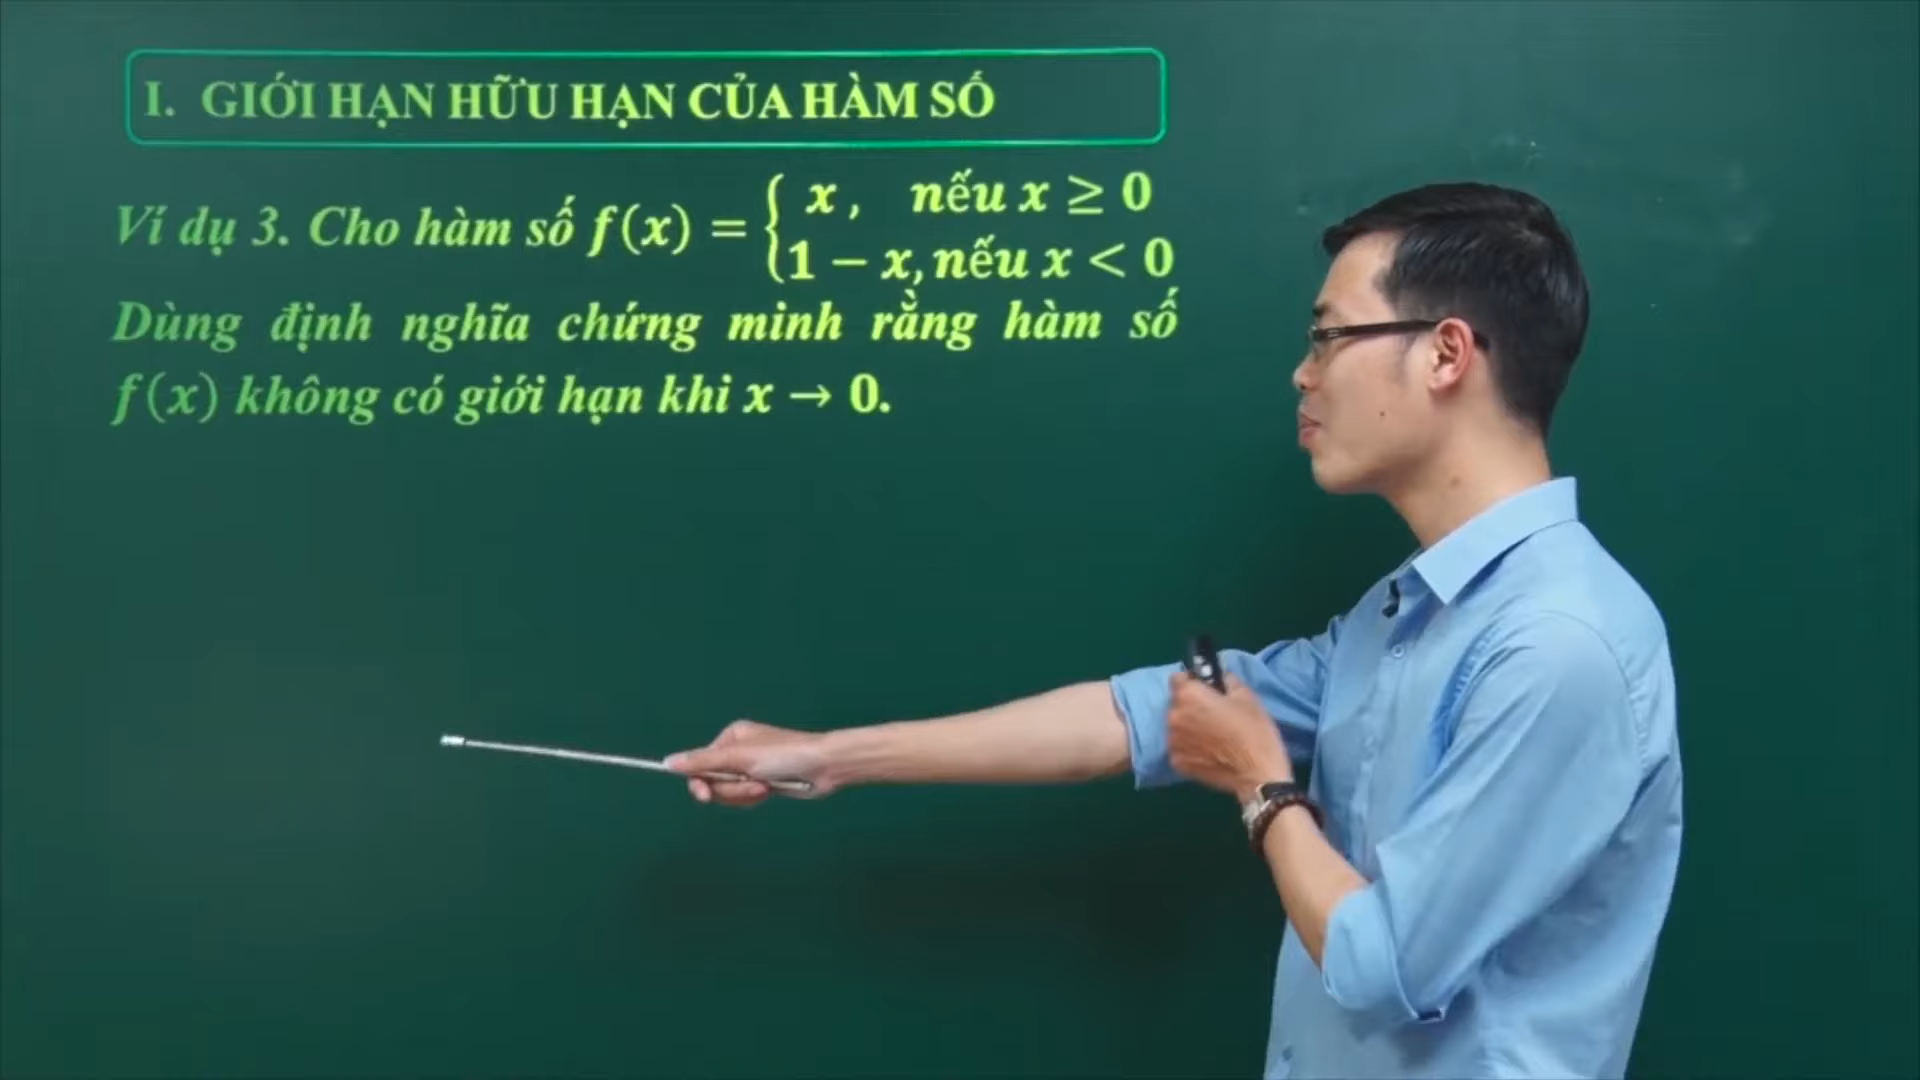 I. GIỚI HẠN HỮU HẠN CỦA HÀM SỐ
Ví dụ 3. Cho hàm số f(x) = { x , nếu x ≥ 0
1 − x, nếu x < 0
Dùng định nghĩa chứng minh rằng hàm số
f(x) không có giới hạn khi x → 0.